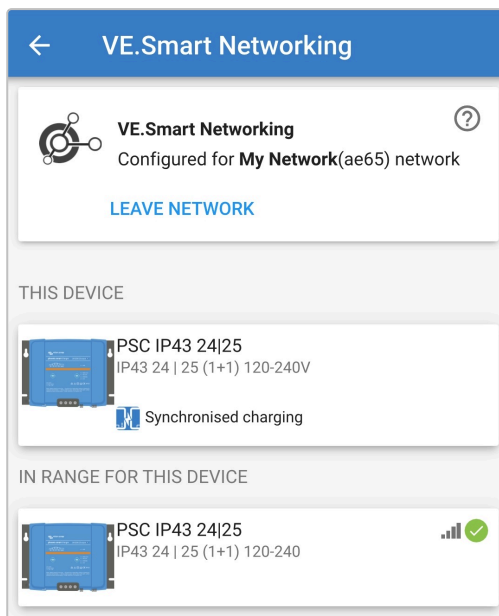 VE.Smart Networking
VE.Smart Networking
Configured for My Network(ae65) network
LEAVE NETWORK
THIS DEVICE
PSC IP43 24|25
IP43 24 | 25 (1+1) 120-240V
Synchronised charging
IN RANGE FOR THIS DEVICE
PSC IP43 24|25
IP43 24 | 25 (1+1) 120-240